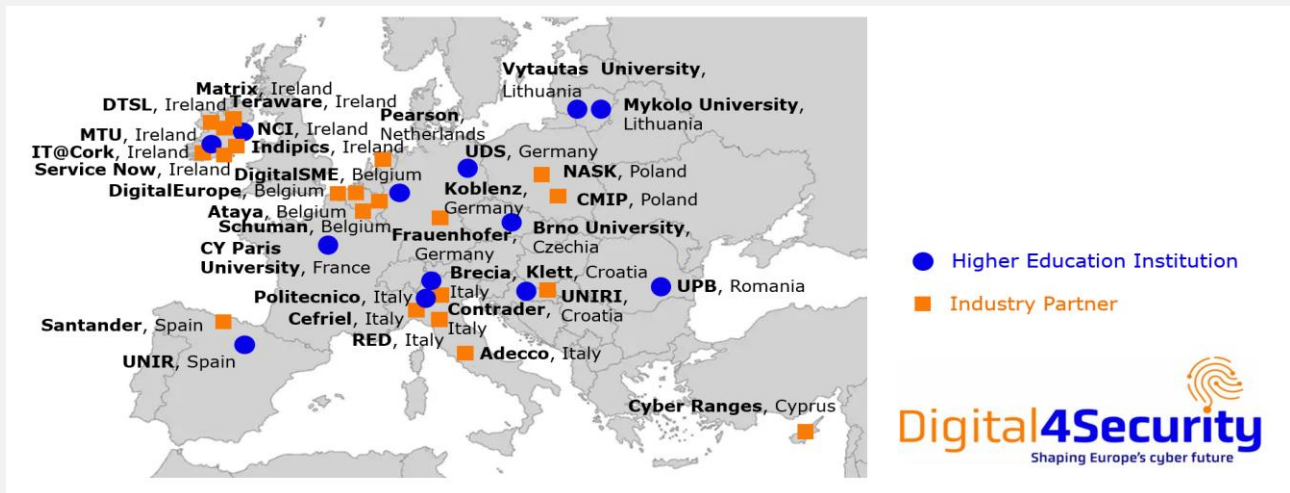 Matrix, Ireland
DTSL, Ireland
Teraware, Ireland
MTU, Ireland
NCI, Ireland
IT@Cork, Ireland
Indipics, Ireland
Service Now, Ireland
Pearson,
Netherlands
Vytautas University,
Lithuania
Mykolo University,
Lithuania
DigitalSME, Belgium
DigitalEurope, Belgium
Ataya, Belgium
Schuman, Belgium
UDS, Germany
Koblenz,
Germany
Frauenhofer,
Germany
NASK, Poland
CMIP, Poland
Brno University,
Czechia
CY Paris
University, France
Brecia,
Italy
Klett, Croatia
UNIRI,
Croatia
UPB, Romania
Politecnico, Italy
Cefriel, Italy
Contrader,
Italy
RED, Italy
Adecco, Italy
Santander, Spain
UNIR, Spain
Cyber Ranges, Cyprus
Higher Education Institution
Industry Partner
Digital4Security
Shaping Europe's cyber future